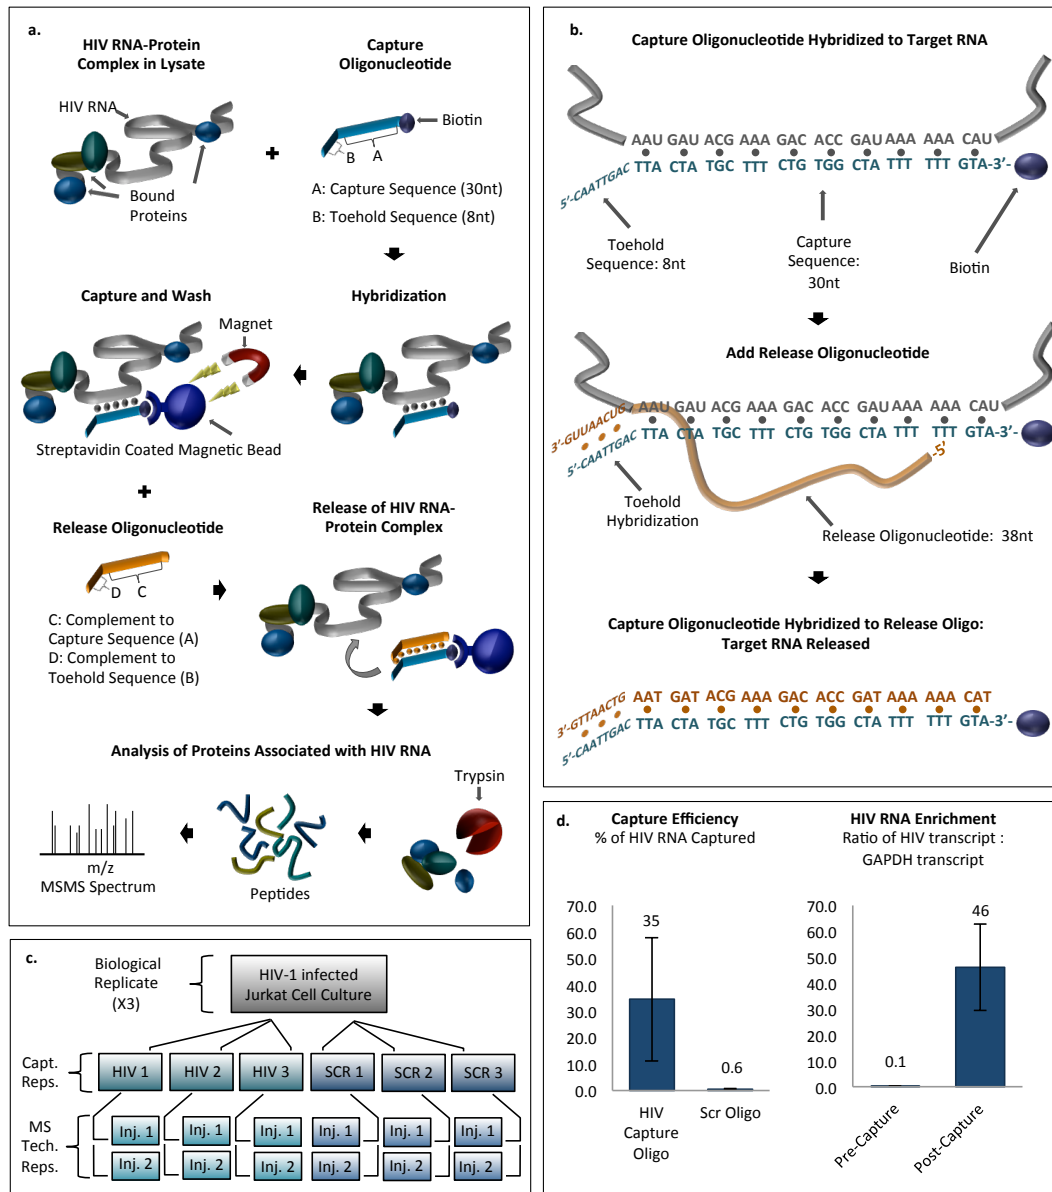 a.
HIV RNA-Protein
Complex in Lysate
Capture
Oligonucleotide
HIV RNA
Biotin
B
A
Bound
Proteins
A: Capture Sequence (30nt)
B: Toehold Sequence (8nt)
Capture and Wash
Hybridization
Magnet
Streptavidin Coated Magnetic Bead
Release Oligonucleotide
Release of HIV RNA-
Protein Complex
D
C
C: Complement to
Capture Sequence (A)
D: Complement to
Toehold Sequence (B)
Analysis of Proteins Associated with HIV RNA
Trypsin
m/z
MSMS Spectrum
Peptides
b.
Capture Oligonucleotide Hybridized to Target RNA
AAU GAU ACG AAA GAC ACC GAU AAA AAA CAU
5'-CAATTGAC TTA CTA TGC TTT CTG TGG CTA TTT TTT GTA-3'-
Toehold
Sequence: 8nt
Capture
Sequence:
30nt
Biotin
Add Release Oligonucleotide
3'-GUUAACUG AAU GAU ACG AAA GAC ACC GAU AAA AAA CAU
5'-CAATTGAC TTA CTA TGC TTT CTG TGG CTA TTT TTT GTA-3'-
-5'
Toehold
Hybridization
Release Oligonucleotide: 38nt
Capture Oligonucleotide Hybridized to Release Oligo:
Target RNA Released
3'-GTTAACTG AAT GAT ACG AAA GAC ACC GAT AAA AAA CAT
5'-CAATTGAC TTA CTA TGC TTT CTG TGG CTA TTT TTT GTA-3'-
c.
Biological
Replicate
(X3)
HIV-1 infected
Jurkat Cell Culture
Capt.
Reps.
HIV 1 HIV 2 HIV 3 SCR 1 SCR 2 SCR 3
MS
Tech.
Reps.
Inj. 1 Inj. 1 Inj. 1 Inj. 1 Inj. 1 Inj. 1
Inj. 2 Inj. 2 Inj. 2 Inj. 2 Inj. 2 Inj. 2
d.
Capture Efficiency
% of HIV RNA Captured
70.0
60.0
50.0
40.0
30.0
20.0
10.0
0.0
35
0.6
HIV
Capture
Oligo
Scr Oligo
HIV RNA Enrichment
Ratio of HIV transcript :
GAPDH transcript
70.0
60.0
50.0
40.0
30.0
20.0
10.0
0.0
0.1
46
Pre-Capture
Post-Capture